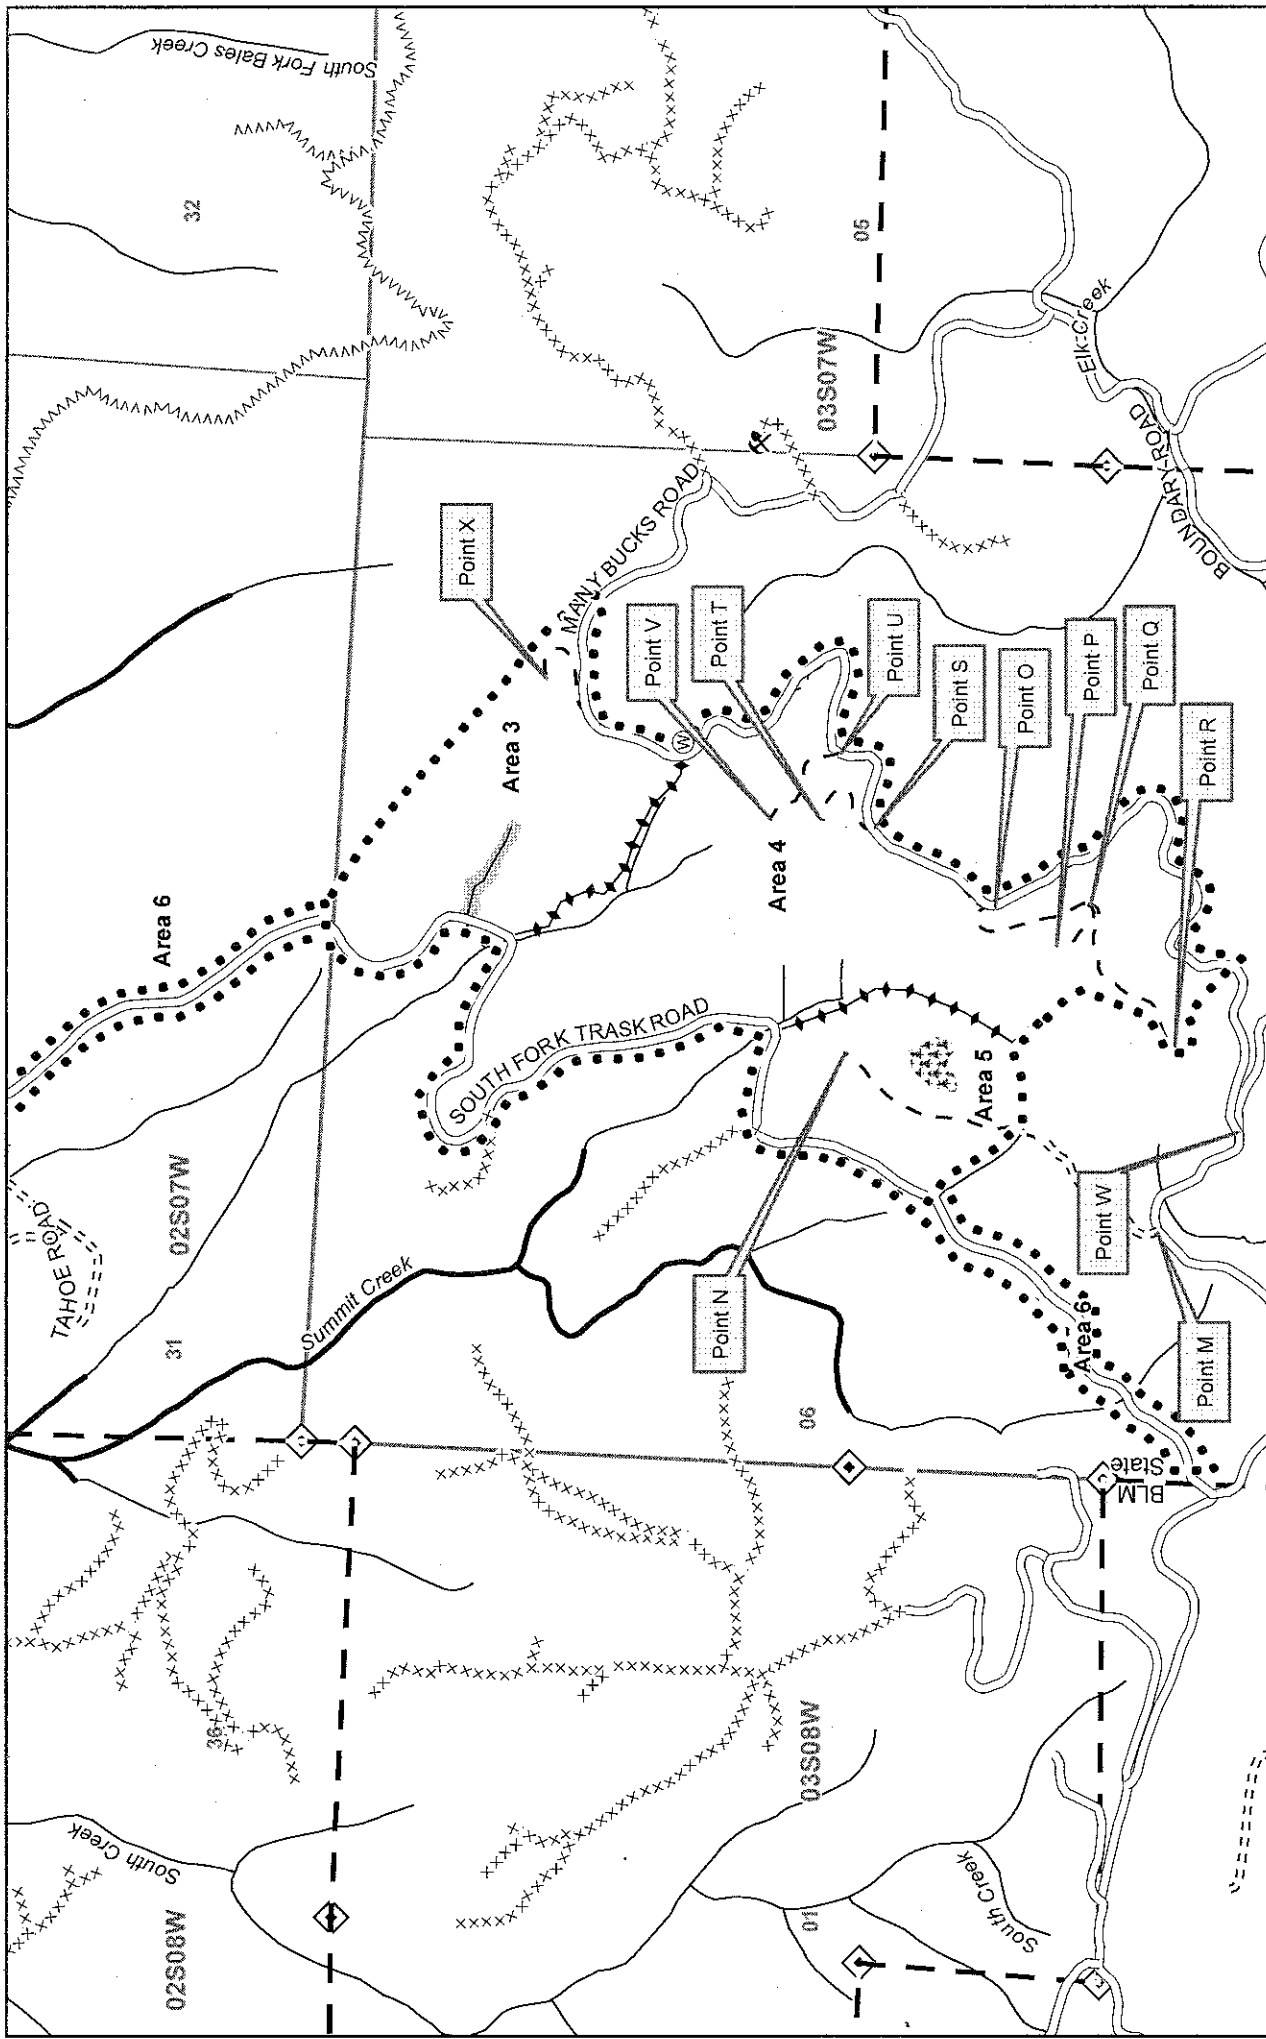 02S08W
South Creek
36
31
02S07W
TAHOE ROAD
Area 6
32
South Fork Bales Creek
Summit Creek
SOUTH FORK TRASK ROAD
Area 3
Point X
MANY BUCKS ROAD
03S08W
06
Point N
Area 4
Point V
Point T
Point U
03S07W
05
01
South Creek
Area 5
Point S
Point O
Point P
Point Q
Point R
Area 6
Point W
Point M
BLM
State
Elk Creek
BOUNDARY ROAD
W